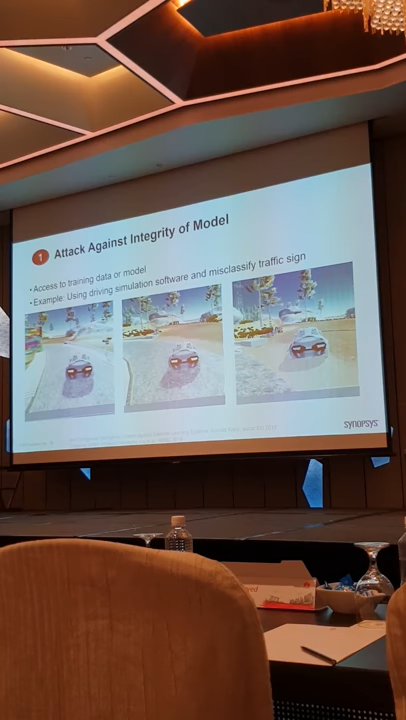 1 Attack Against Integrity of Model
• Access to training data or model
• Example: Using driving simulation software and misclassify traffic sign
SYNOPSYS